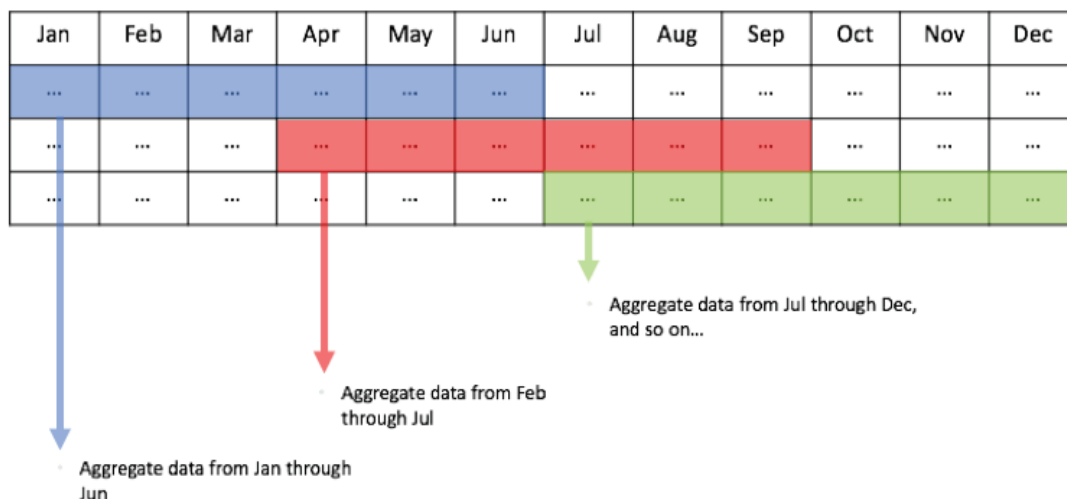 Jan Feb Mar Apr May Jun Jul Aug Sep Oct Nov Dec
... ... ... ... ... ... ... ... ... ... ... ...
... ... ... ... ... ... ... ... ... ... ... ...
... ... ... ... ... ... ... ... ... ... ... ...
Aggregate data from Jul through Dec,
and so on...
Aggregate data from Feb
through Jul
Aggregate data from Jan through
Jun